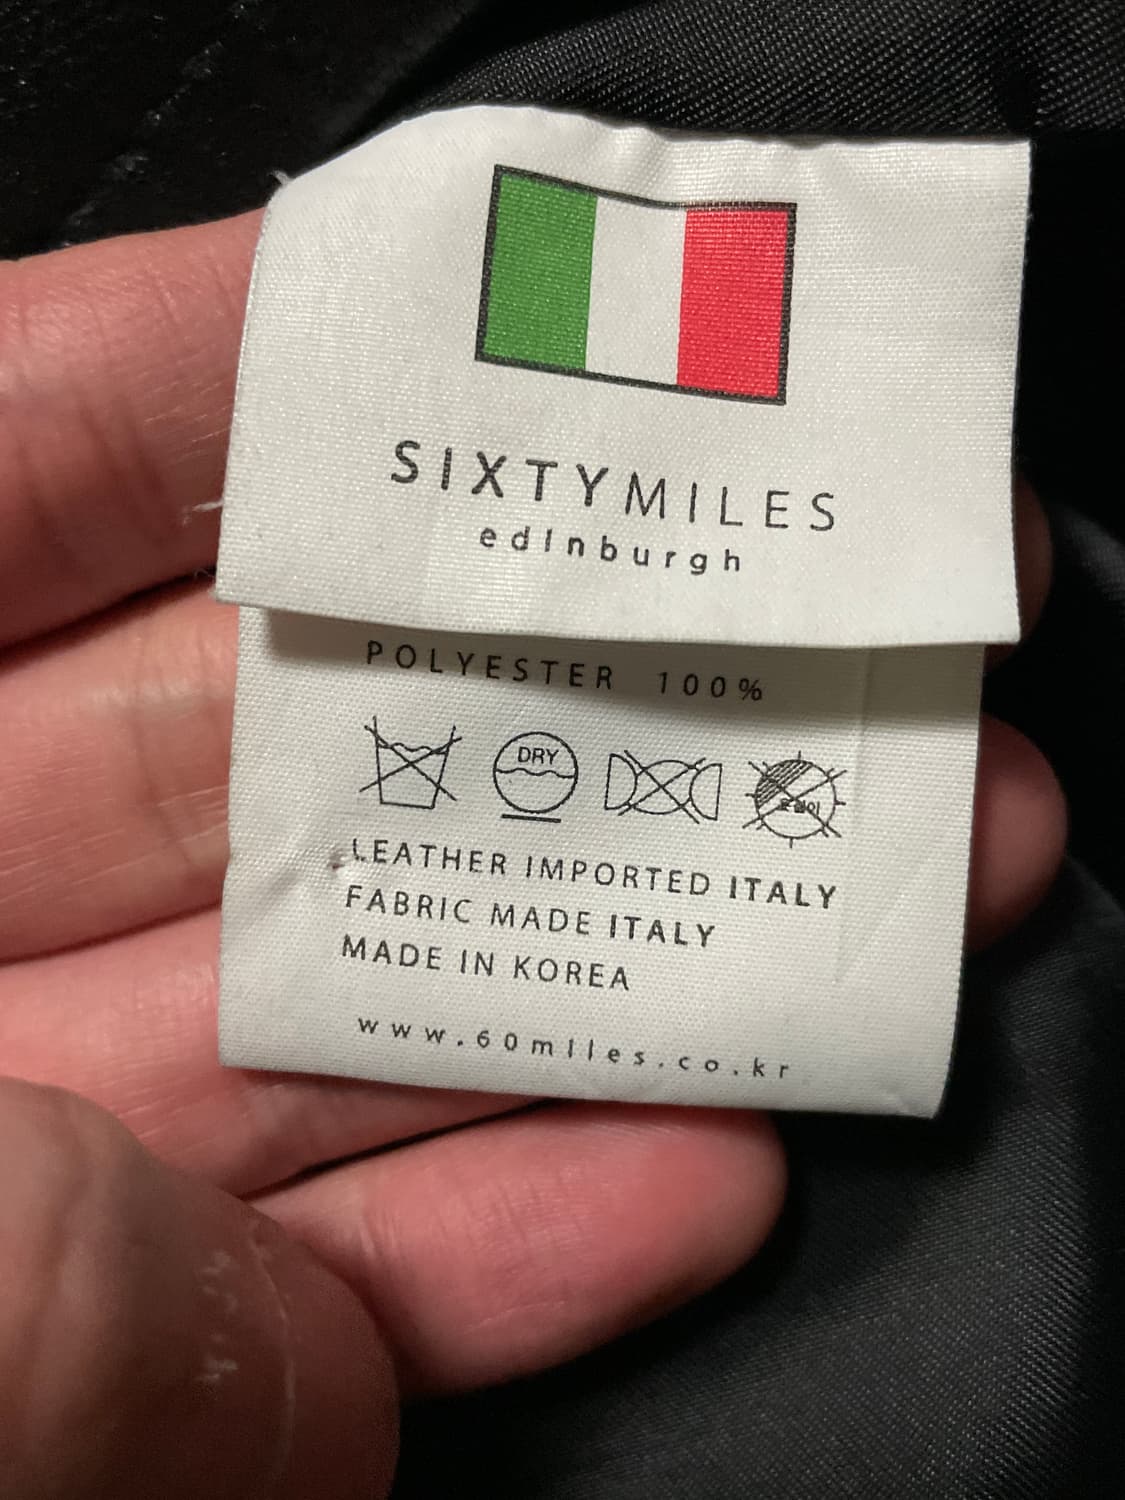 SIXTYMILES
edinburgh
POLYESTER 100%
DRY
LEATHER IMPORTED ITALY
FABRIC MADE ITALY
MADE IN KOREA
www.60miles.co.kr